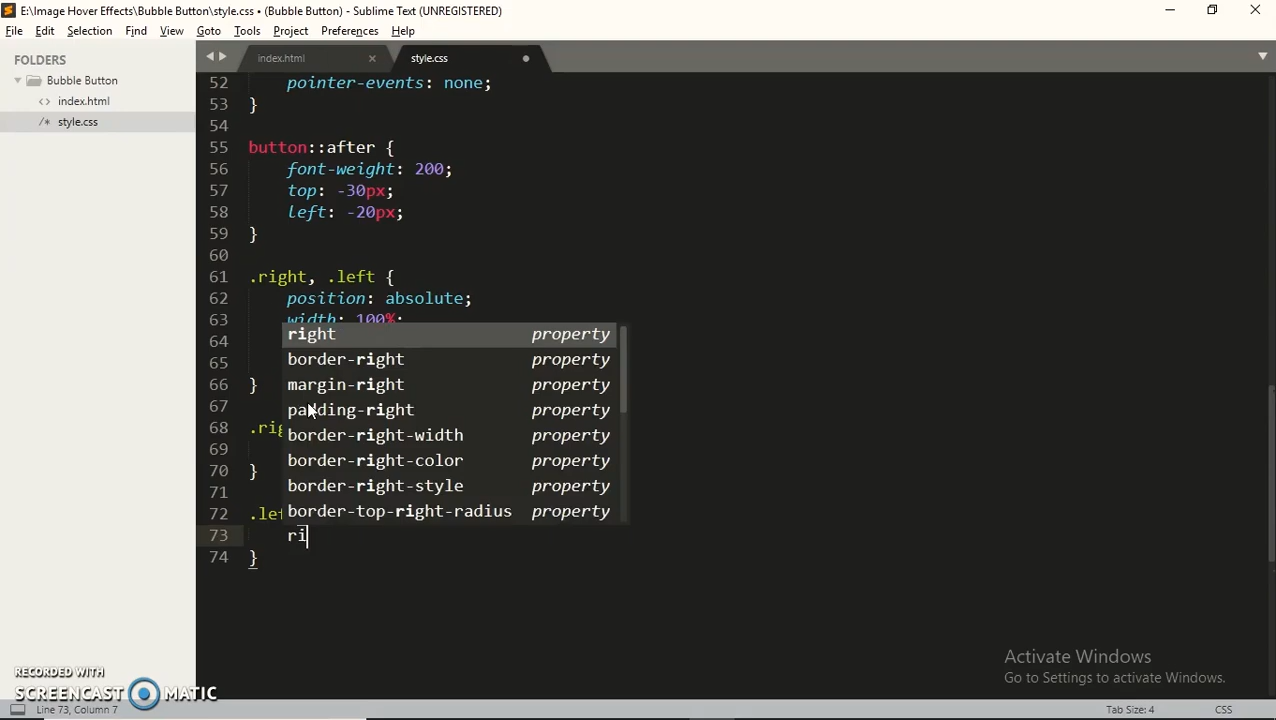 E:\Image Hover Effects\Bubble Button\style.css • (Bubble Button) - Sublime Text (UNREGISTERED)
File Edit Selection Find View Goto Tools Project Preferences Help
FOLDERS
Bubble Button
<> index.html
/* style.css
index.html
style.css
52 pointer-events: none;
53 }
54
55 button::after {
56 font-weight: 200;
57 top: -30px;
58 left: -20px;
59 }
60
61 .right, .left {
62 position: absolute;
63 width: 100%;
64
65
66 }
67
68 .rig
69
70 }
71
72 .lef
73 ri
74 }
right property
border-right property
margin-right property
padding-right property
border-right-width property
border-right-color property
border-right-style property
border-top-right-radius property
Activate Windows
Go to Settings to activate Windows.
RECORDED WITH
SCREENCAST MATIC
Line 73, Column 7
Tab Size: 4
CSS